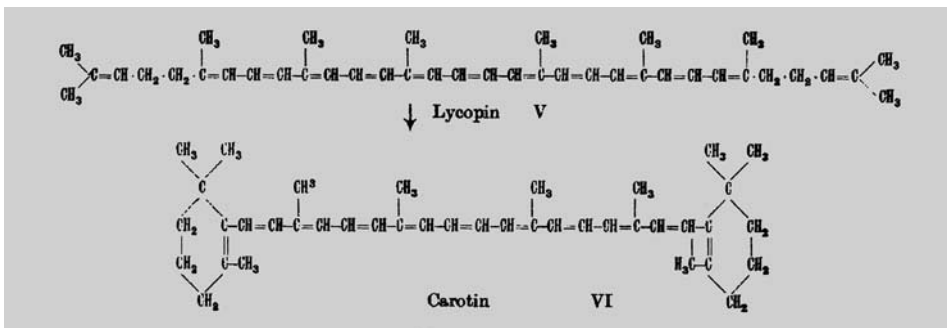 CH₃ CH₃ CH₃ CH₃ CH₃ CH₂
CH₃ CH₃
C=CH·CH₂·CH₂·C=CH-CH=C-CH=CH-CH=C-CH=CH-CH=CH-C=CH-CH=CH-C=CH-CH=CH-C·CH₂·CH₂·CH=C
CH₃ CH₃
Lycopin V
CH₃ CH₃ CH₃ CH₂
CH³ CH₃ CH₃ CH₃
C C
CH₂ C-CH=CH-C=CH-CH=CH-C=CH-CH=CH-CH=C-CH=CH-CH=C-CH=CH-C CH₂
CH₂ C-CH₃ H₃C-C CH₂
CH₂ CH₂
Carotin VI